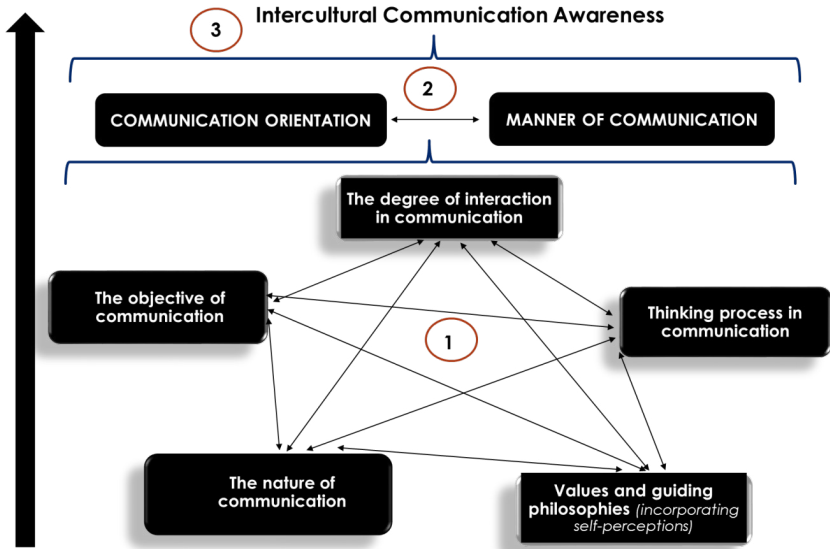 3
Intercultural Communication Awareness
2
COMMUNICATION ORIENTATION
MANNER OF COMMUNICATION
The degree of interaction
in communication
The objective of
communication
Thinking process in
communication
1
The nature of
communication
Values and guiding
philosophies (incorporating
self-perceptions)